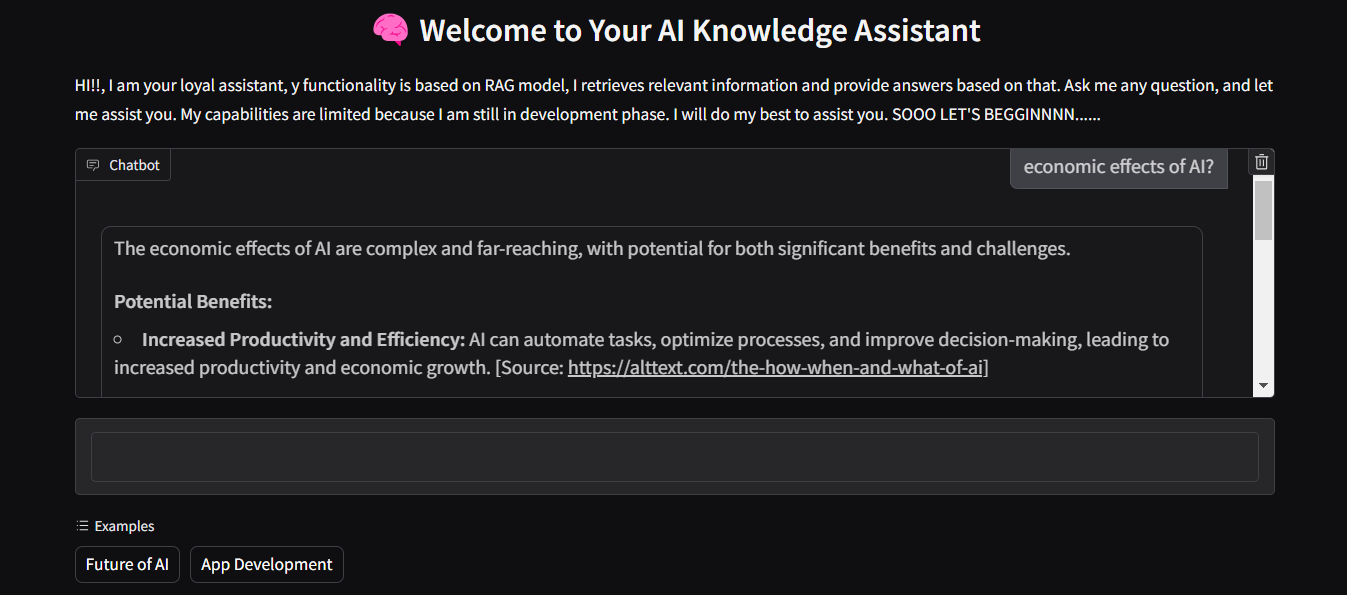 Welcome to Your AI Knowledge Assistant
HI!!, I am your loyal assistant, y functionality is based on RAG model, I retrieves relevant information and provide answers based on that. Ask me any question, and let
me assist you. My capabilities are limited because I am still in development phase. I will do my best to assist you. SOOO LET'S BEGGINNNN......
Chatbot
economic effects of AI?
The economic effects of AI are complex and far-reaching, with potential for both significant benefits and challenges.
Potential Benefits:
Increased Productivity and Efficiency: AI can automate tasks, optimize processes, and improve decision-making, leading to
increased productivity and economic growth. [Source: https://alttext.com/the-how-when-and-what-of-ai]
Examples
Future of AI
App Development